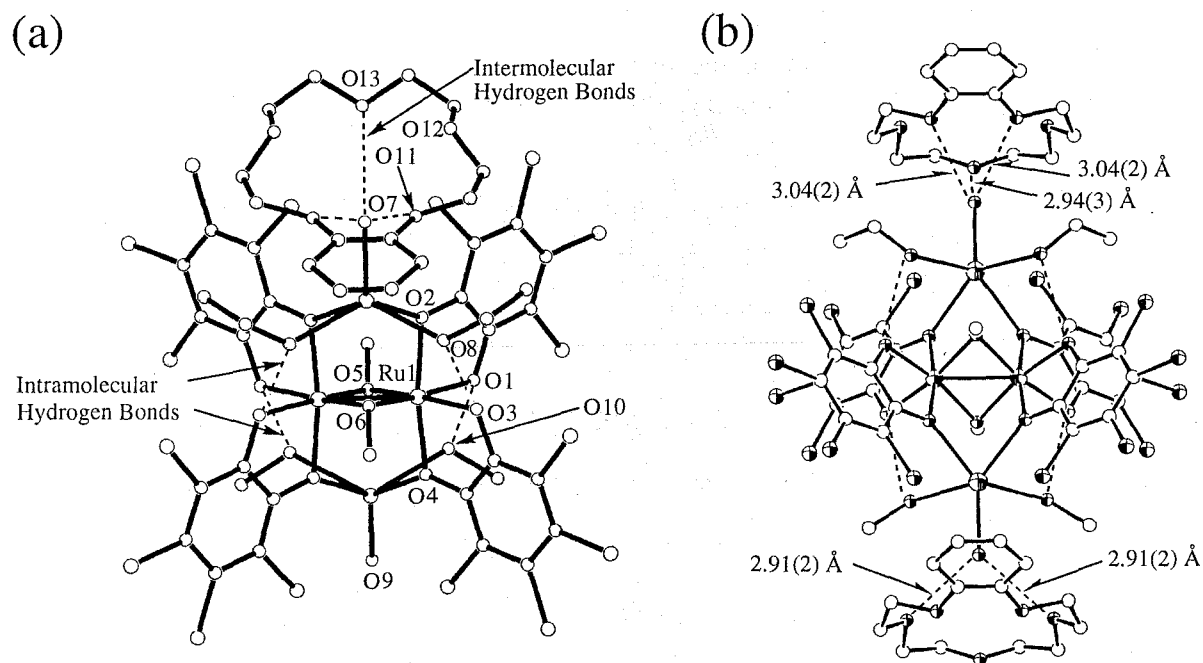 (a)
O13
Intermolecular
Hydrogen Bonds
O12
O11
O7
O2
O8
Intramolecular
Hydrogen Bonds
O5
Ru1
O1
O6
O3
O10
O4
O9
(b)
3.04(2) Å
3.04(2) Å
2.94(3) Å
2.91(2) Å
2.91(2) Å